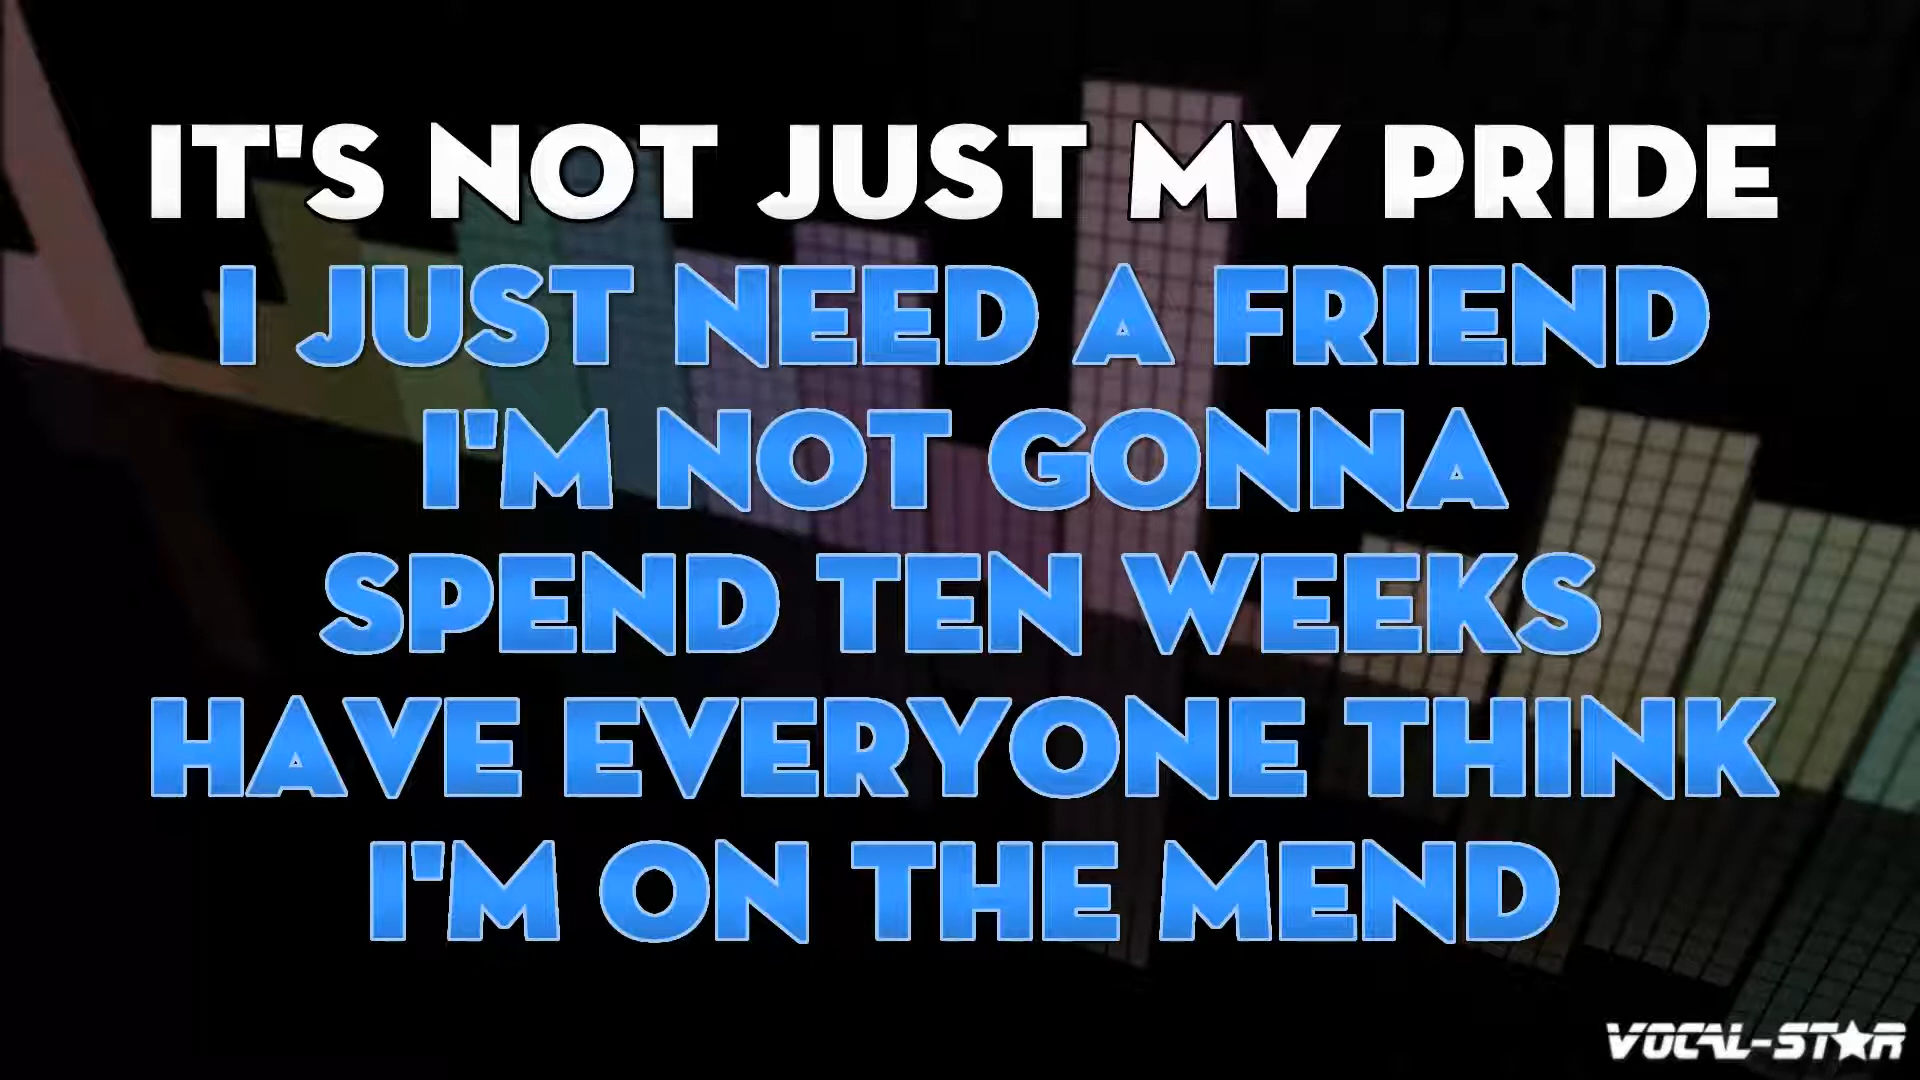 IT'S NOT JUST MY PRIDE
I JUST NEED A FRIEND
I'M NOT GONNA
SPEND TEN WEEKS
HAVE EVERYONE THINK
I'M ON THE MEND
VOCAL-STAR